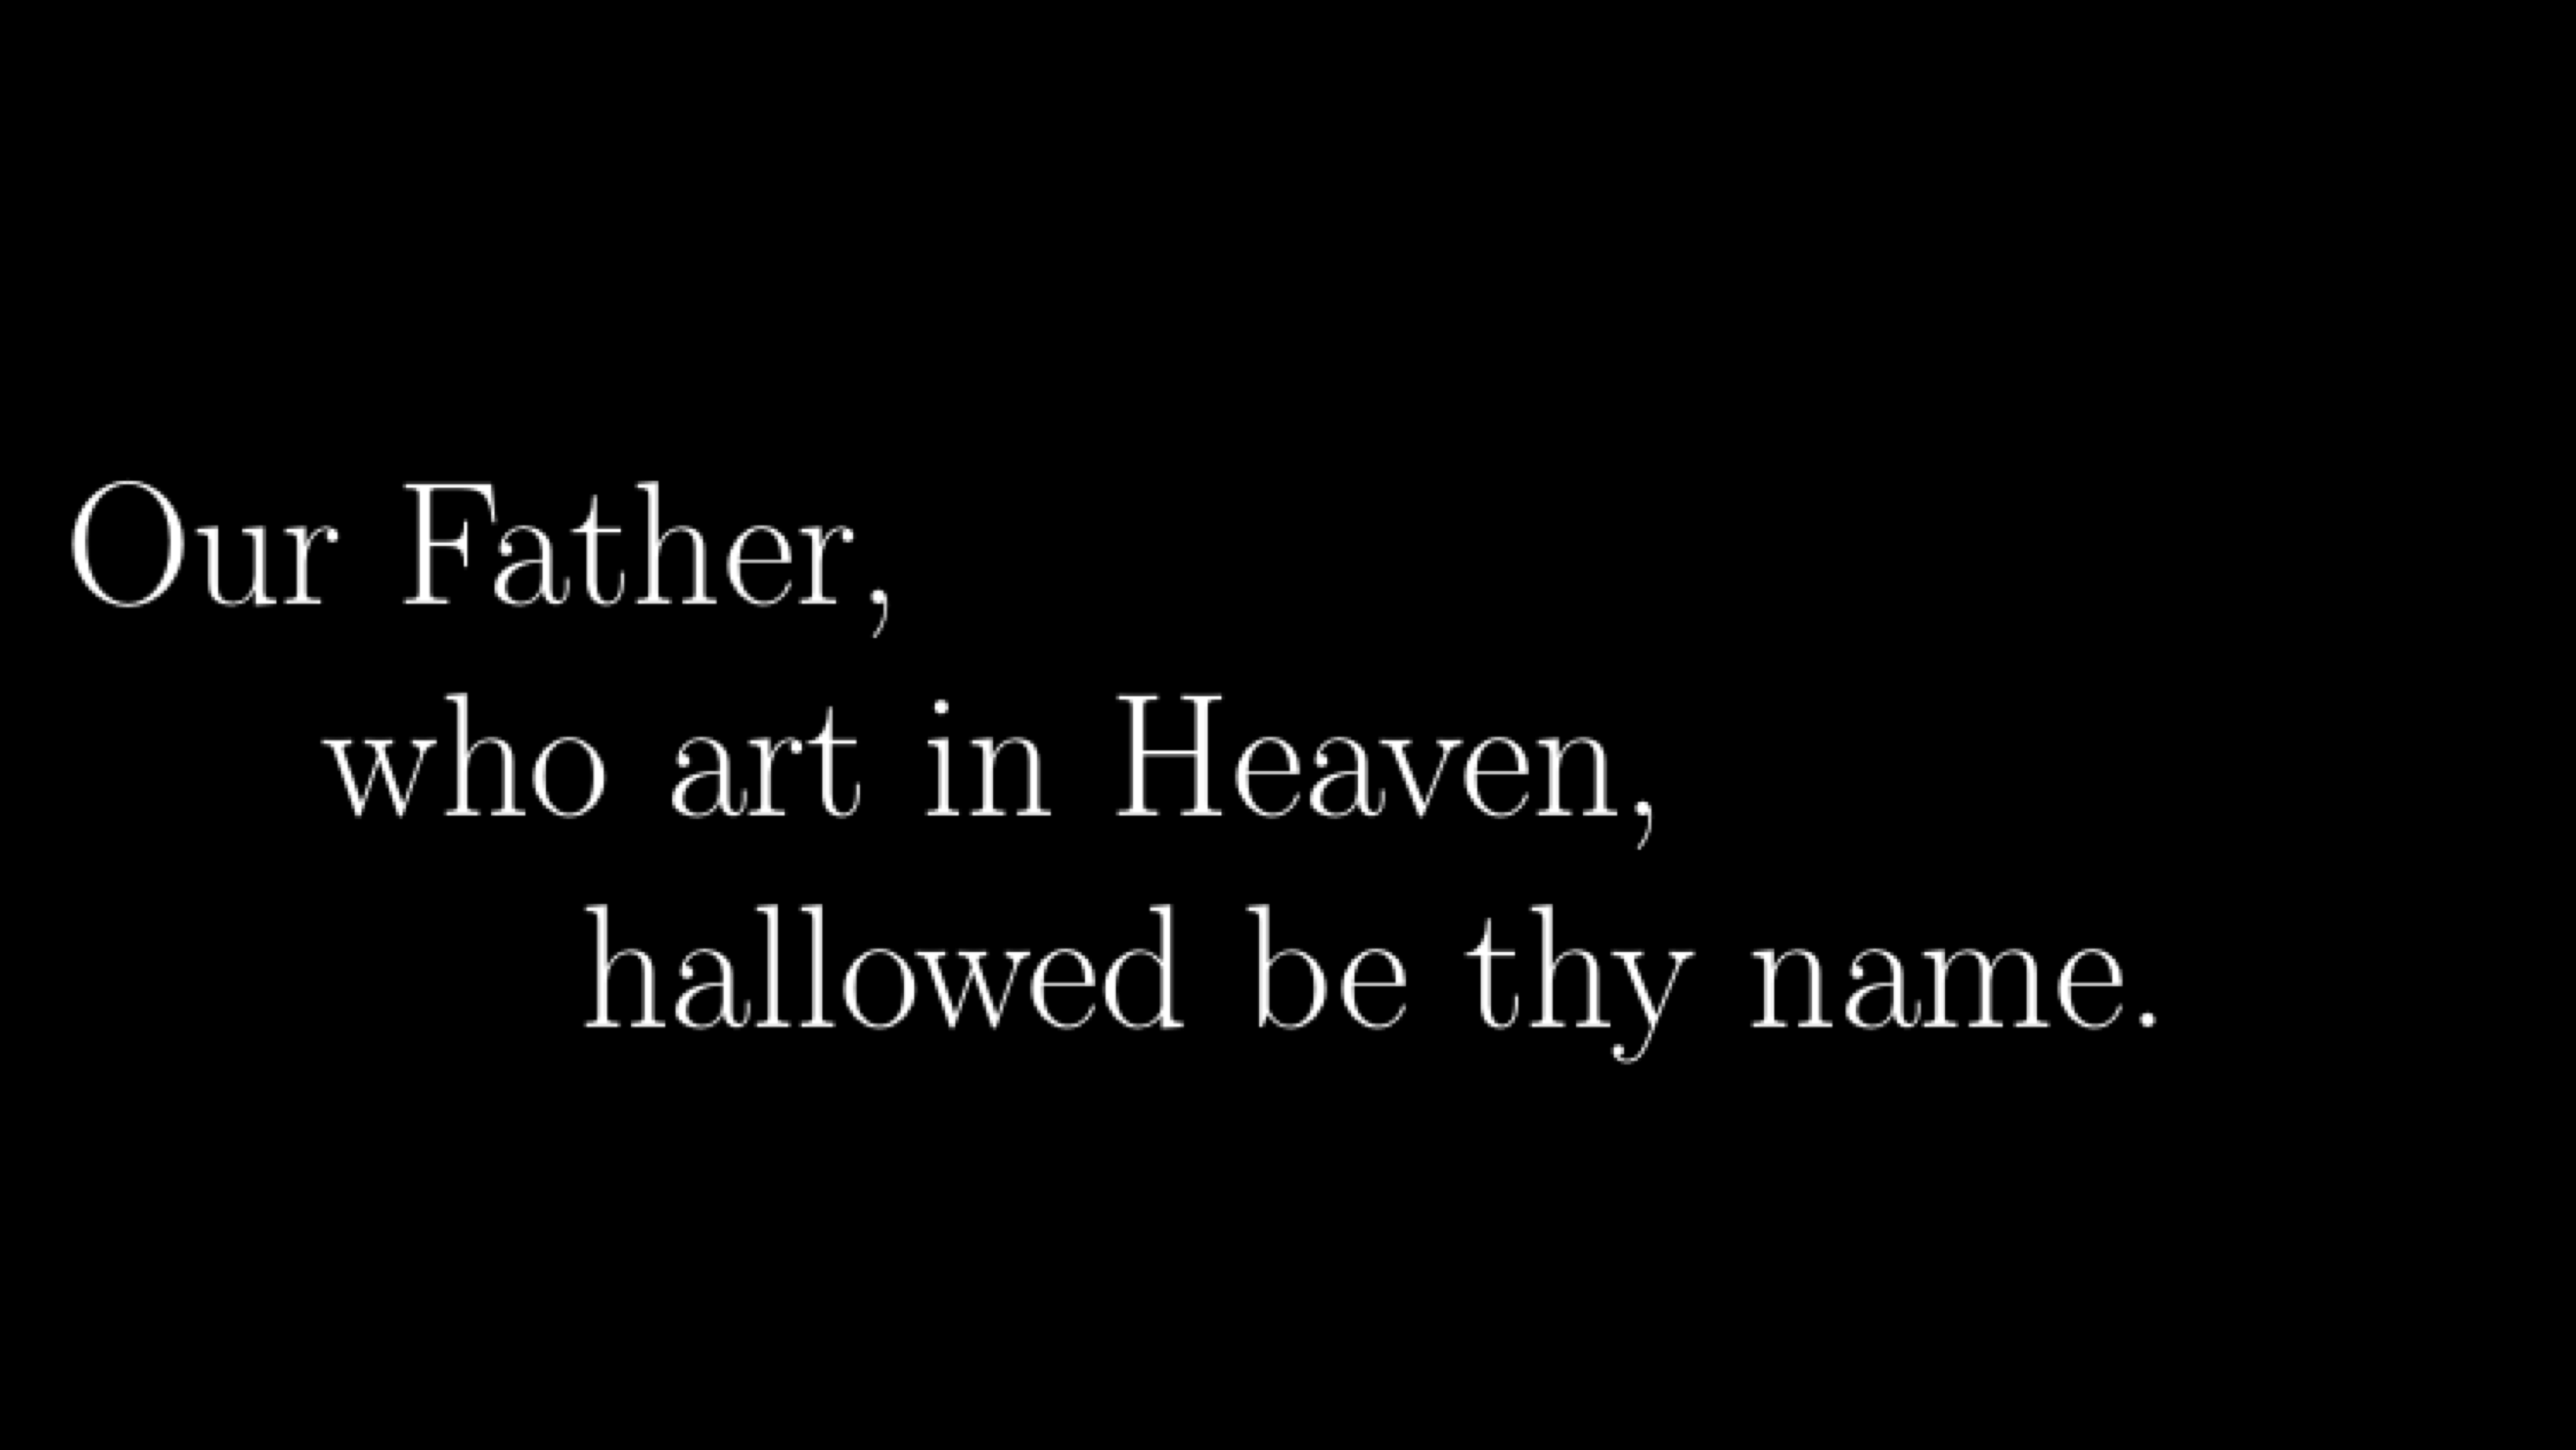 Our Father,
who art in Heaven,
hallowed be thy name.